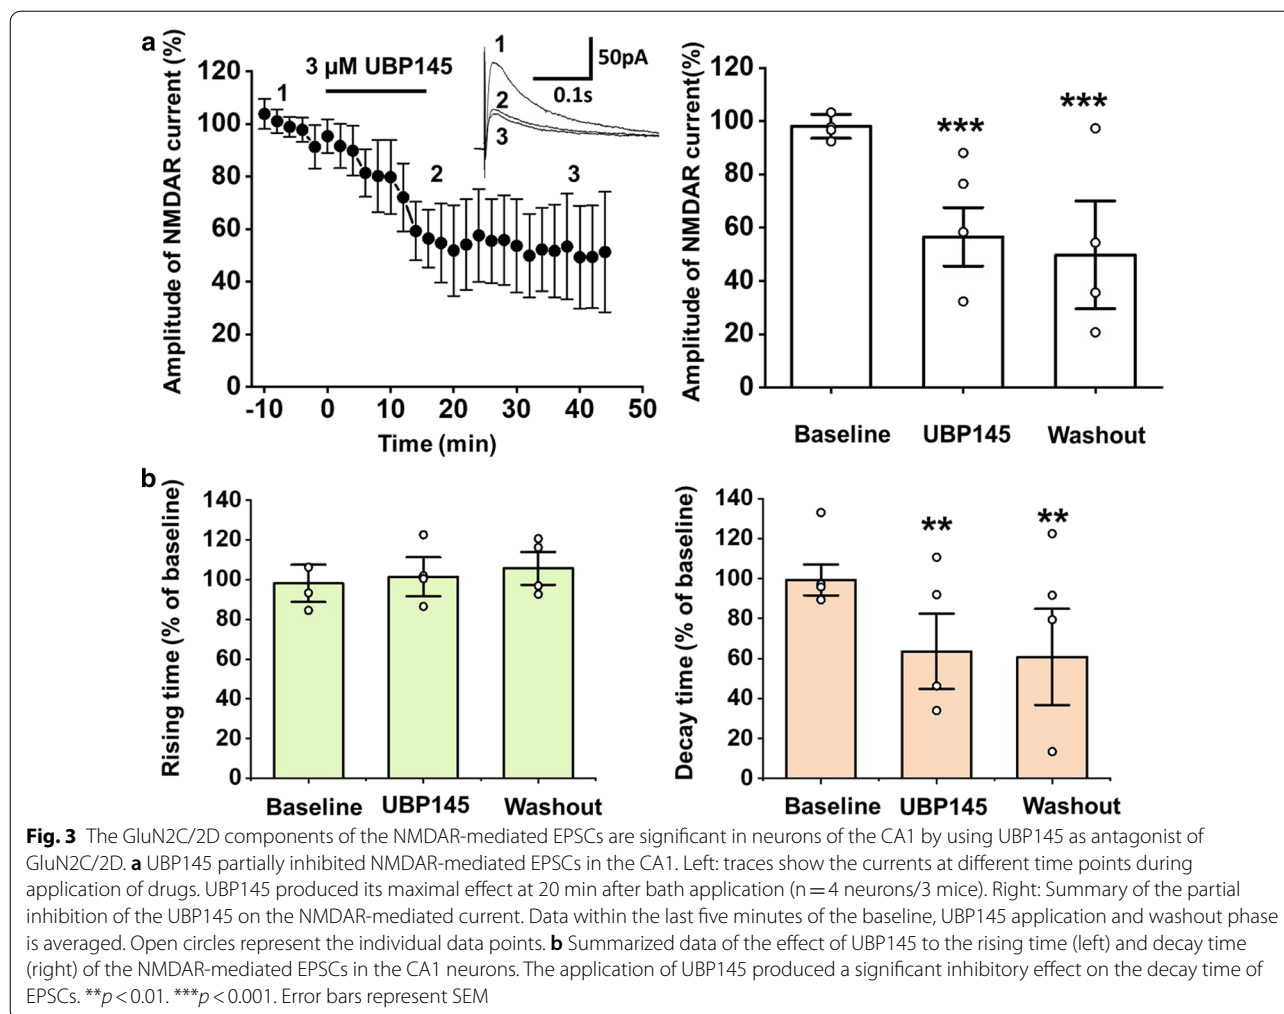 a
Amplitude of NMDAR current (%)
120
100
80
60
40
20
0
-10 0 10 20 30 40 50
Time (min)
3 µM UBP145
1
2
3
1
2
3
50pA
0.1s
Amplitude of NMDAR current(%)
120
100
80
60
40
20
0
***
***
Baseline UBP145 Washout
b
Rising time (% of baseline)
140
120
100
80
60
40
20
0
Baseline UBP145 Washout
Decay time (% of baseline)
140
120
100
80
60
40
20
0
**
**
Baseline UBP145 Washout
Fig. 3 The GluN2C/2D components of the NMDAR-mediated EPSCs are significant in neurons of the CA1 by using UBP145 as antagonist of
GluN2C/2D. a UBP145 partially inhibited NMDAR-mediated EPSCs in the CA1. Left: traces show the currents at different time points during
application of drugs. UBP145 produced its maximal effect at 20 min after bath application (n = 4 neurons/3 mice). Right: Summary of the partial
inhibition of the UBP145 on the NMDAR-mediated current. Data within the last five minutes of the baseline, UBP145 application and washout phase
is averaged. Open circles represent the individual data points. b Summarized data of the effect of UBP145 to the rising time (left) and decay time
(right) of the NMDAR-mediated EPSCs in the CA1 neurons. The application of UBP145 produced a significant inhibitory effect on the decay time of
EPSCs. **p < 0.01. ***p < 0.001. Error bars represent SEM